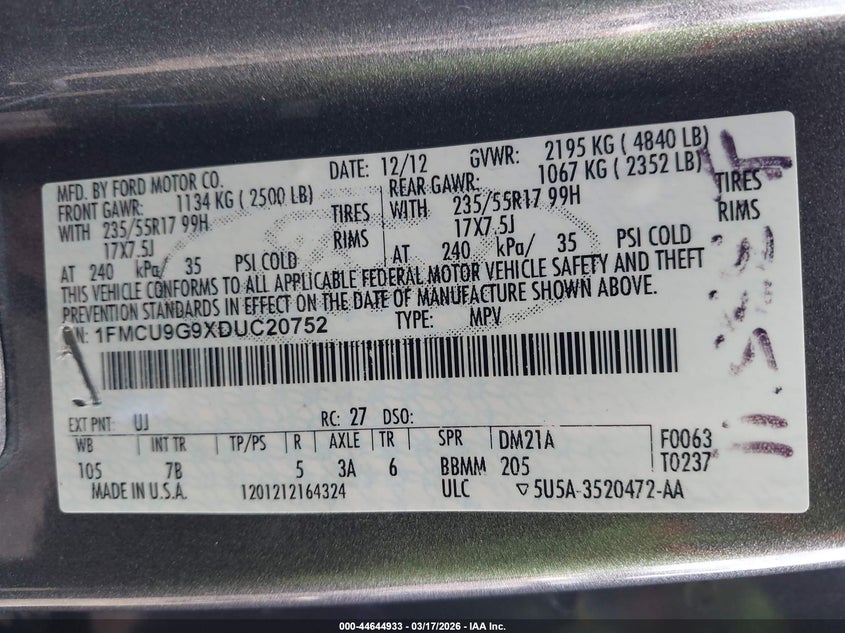 MFD. BY FORD MOTOR CO. DATE: 12/12 GVWR: 2195 KG ( 4840 LB)
FRONT GAWR: 1134 KG ( 2500 LB) REAR GAWR: 1067 KG ( 2352 LB)
WITH 235/55R17 99H TIRES WITH 235/55R17 99H TIRES
17X7.5J RIMS 17X7.5J RIMS
AT 240 kPa/ 35 PSI COLD AT 240 kPa/ 35 PSI COLD
THIS VEHICLE CONFORMS TO ALL APPLICABLE FEDERAL MOTOR VEHICLE SAFETY AND THEFT
PREVENTION STANDARDS IN EFFECT ON THE DATE OF MANUFACTURE SHOWN ABOVE.
1FMCU9G9XDUC20752 TYPE: MPV
EXT PNT: UJ RC: 27 DSO:
WB INT TR TP/PS R AXLE TR SPR DM21A F0063
105 7B 5 3A 6 BBMM 205 T0237
MADE IN U.S.A. 1201212164324 ULC ▽5U5A-3520472-AA
000-44644933 / 03/17/2026 - IAA Inc.